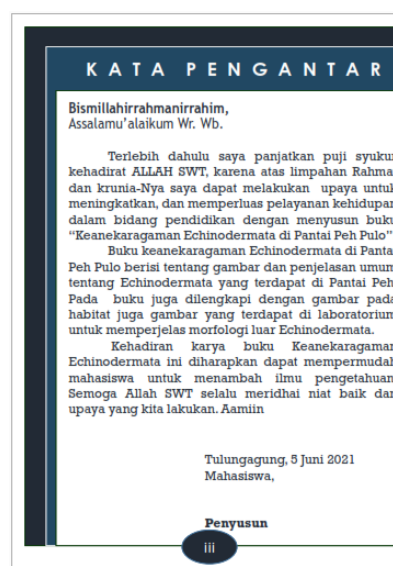 KATA PENGANTAR
Bismillahirrahmanirrahim,
Assalamu'alaikum Wr. Wb.
Terlebih dahulu saya panjatkan puji syukur
kehadirat ALLAH SWT, karena atas limpahan Rahma
dan krunia-Nya saya dapat melakukan upaya untuk
meningkatkan, dan memperluas pelayanan kehidupan
dalam bidang pendidikan dengan menyusun buku
“Keanekaragaman Echinodermata di Pantai Peh Pulo”
Buku keanekaragaman Echinodermata di Panta
Peh Pulo berisi tentang gambar dan penjelasan umum
tentang Echinodermata yang terdapat di Pantai Peh
Pada buku juga dilengkapi dengan gambar pada
habitat juga gambar yang terdapat di laboratorium
untuk memperjelas morfologi luar Echinodermata.
Kehadiran karya buku Keanekaragaman
Echinodermata ini diharapkan dapat mempermudah
mahasiswa untuk menambah ilmu pengetahuan
Semoga Allah SWT selalu meridhai niat baik dan
upaya yang kita lakukan. Aamiin
Tulungagung, 5 Juni 2021
Mahasiswa,
Penyusun
iii